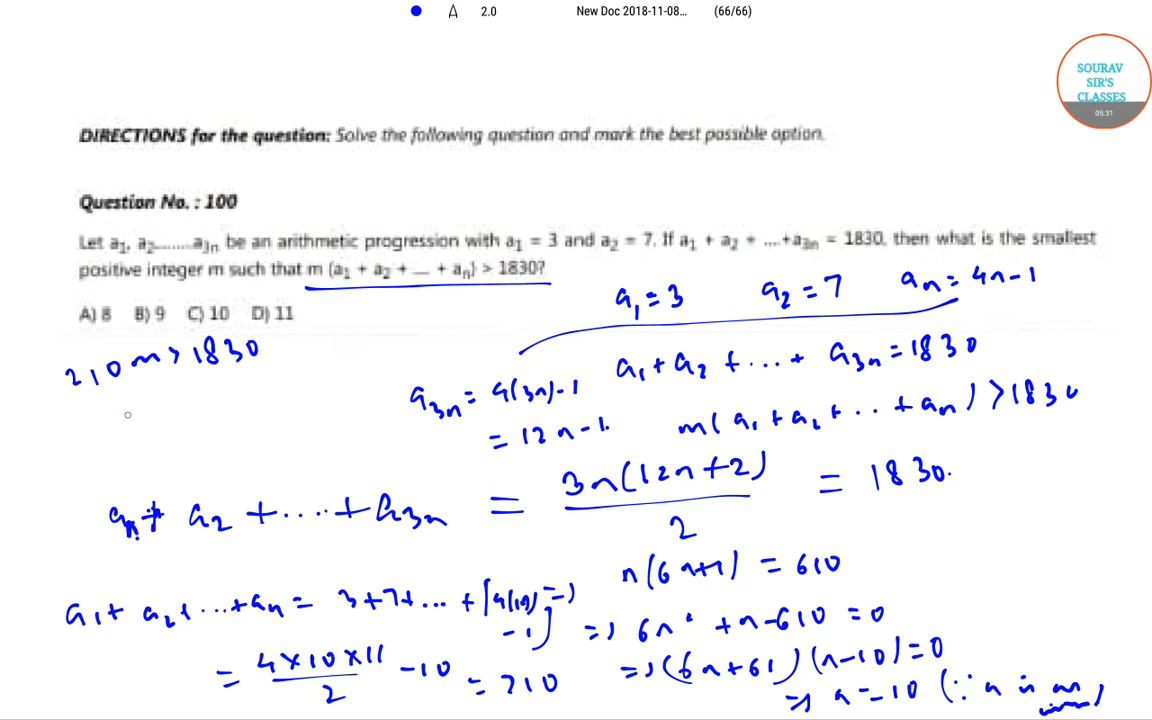 2.0 New Doc 2018-11-08... (66/66)
SOURAV
SIR'S
CLASSES
05:31
DIRECTIONS for the question: Solve the following question and mark the best possible option.
Question No. : 100
Let a₁, a₂.......a₃ₙ be an arithmetic progression with a₁ = 3 and a₂ = 7. If a₁ + a₂ + ...+a₃ₙ = 1830, then what is the smallest
positive integer m such that m (a₁ + a₂ + ... + aₙ) > 1830?
A) 8 B) 9 C) 10 D) 11
a₁ = 3 a₂ = 7 aₙ = 4n-1
210 m > 1830
a₁ + a₂ + ... + a₃ₙ = 1830
a₃ₙ = 4(3n)-1
= 12n-1. m(a₁ + a₂ + .. + aₙ) > 1830
a₁ + a₂ + .... + a₃ₙ = 3n(12n+2) / 2 = 1830.
n(6n+1) = 610
a₁ + a₂ + ... + aₙ = 3+7+... + [4(10) -1]
=> 6n² + n - 610 = 0
= 4×10×11 / 2 - 10 = 210
=> (6n+61)(n-10) = 0
=> n = 10 (∵ n is